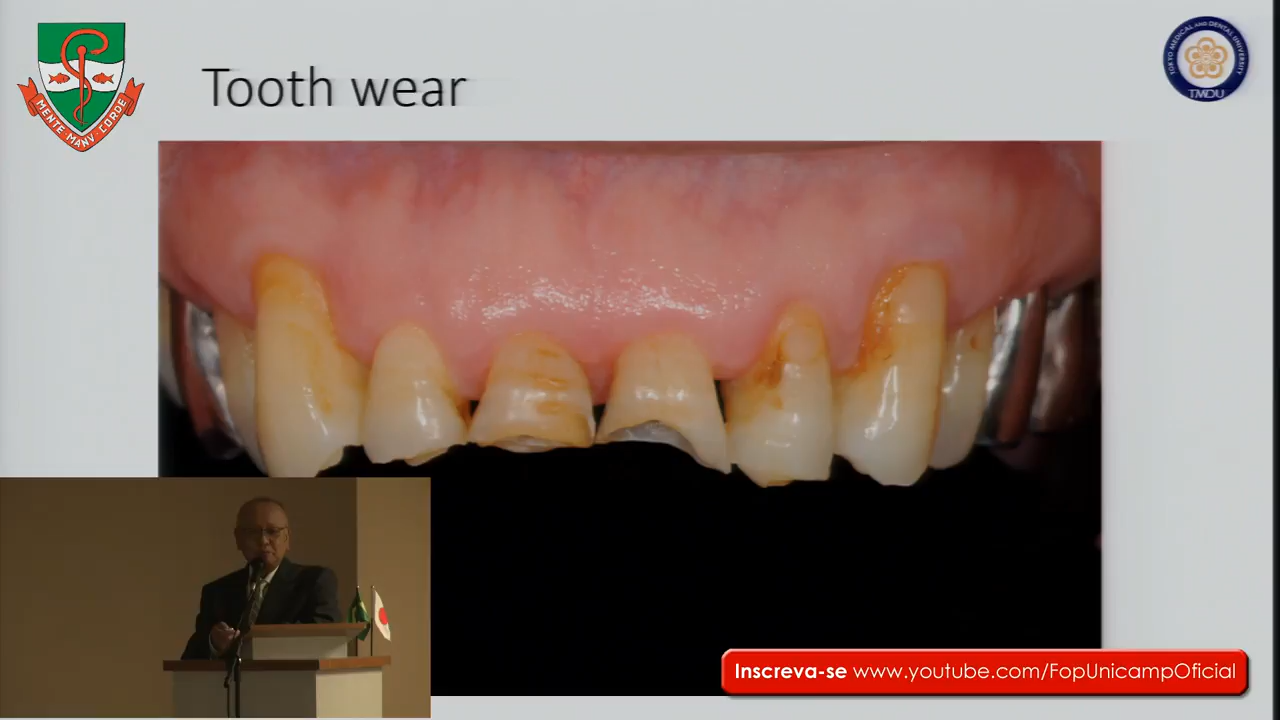 Tooth wear
MENTE MANV CORDE
TOKYO MEDICAL AND DENTAL UNIVERSITY
TMDU
Inscreva-se www.youtube.com/FopUnicampOficial